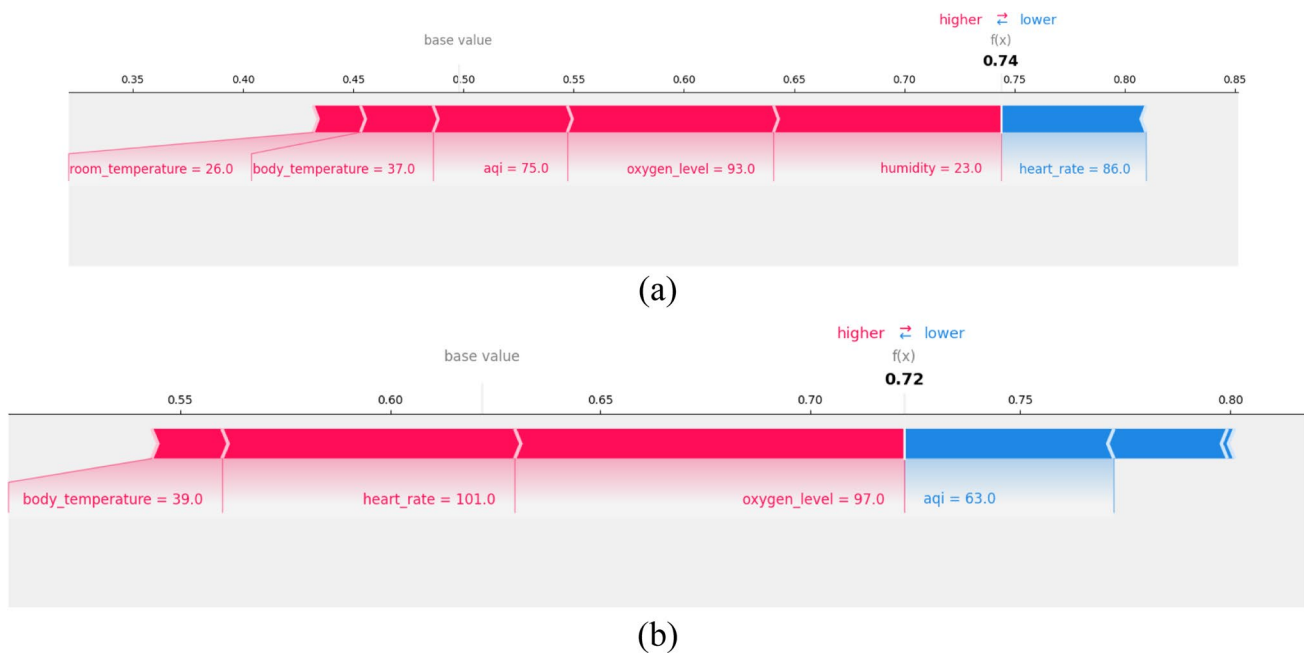 higher ⇄ lower
base value f(x)
0.74
0.35 0.40 0.45 0.50 0.55 0.60 0.65 0.70 0.75 0.80 0.85
room_temperature = 26.0 body_temperature = 37.0 aqi = 75.0 oxygen_level = 93.0 humidity = 23.0 heart_rate = 86.0
(a)
higher ⇄ lower
base value f(x)
0.72
0.55 0.60 0.65 0.70 0.75 0.80
body_temperature = 39.0 heart_rate = 101.0 oxygen_level = 97.0 aqi = 63.0
(b)